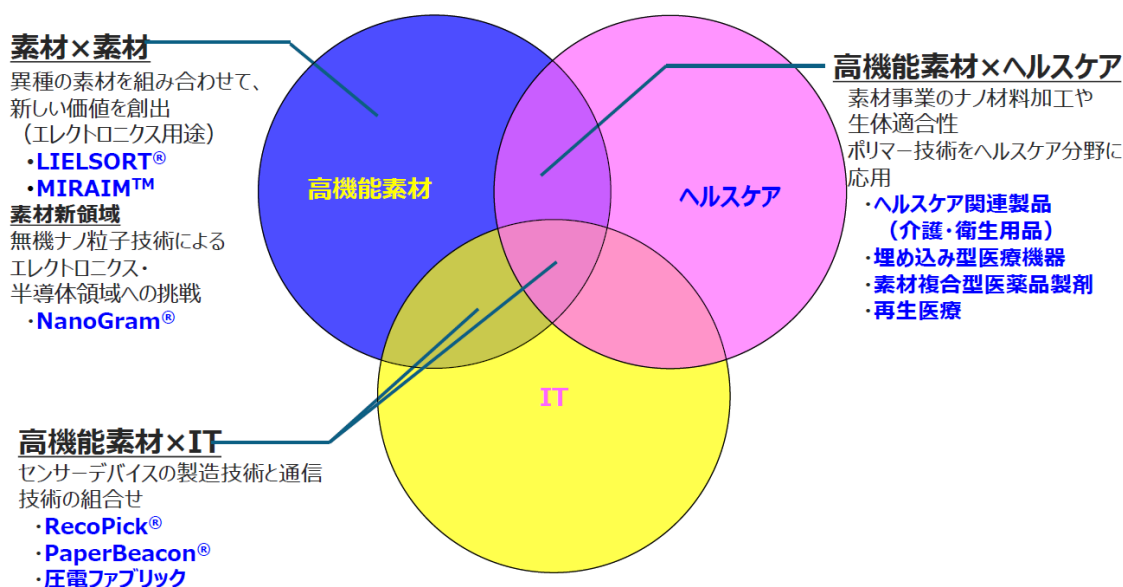 素材×素材
異種の素材を組み合わせて、
新しい価値を創出
（エレクトロニクス用途）
・LIELSORT®
・MIRAIM™
素材新領域
無機ナノ粒子技術による
エレクトロニクス・
半導体領域への挑戦
・NanoGram®
高機能素材
ヘルスケア
IT
高機能素材×ヘルスケア
素材事業のナノ材料加工や
生体適合性
ポリマー技術をヘルスケア分野に
応用
・ヘルスケア関連製品
（介護・衛生用品）
・埋め込み型医療機器
・素材複合型医薬品製剤
・再生医療
高機能素材×IT
センサーデバイスの製造技術と通信
技術の組合せ
・RecoPick®
・PaperBeacon®
・圧電ファブリック